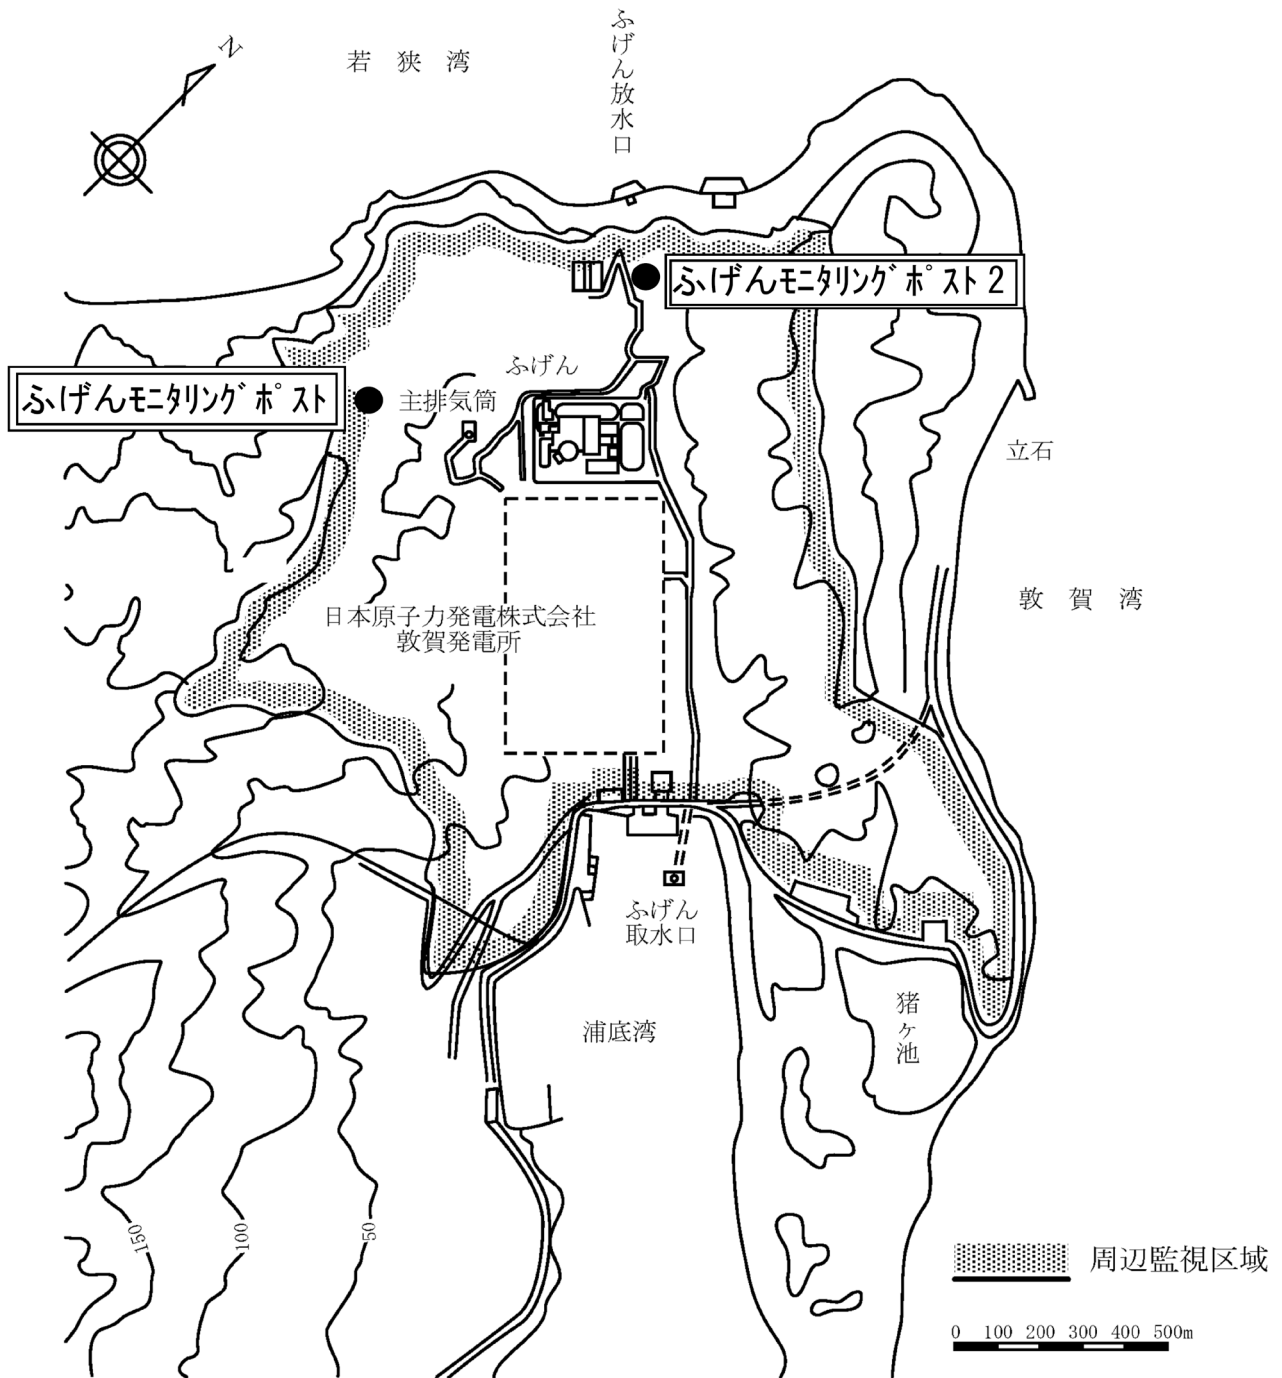 N
若狭湾
ふげん放水口
ふげんﾓﾆﾀﾘﾝｸﾞﾎﾟｽﾄ2
ふげん
ふげんﾓﾆﾀﾘﾝｸﾞﾎﾟｽﾄ
主排気筒
立石
敦賀湾
日本原子力発電株式会社
敦賀発電所
ふげん
取水口
猪ヶ池
浦底湾
150
100
50
周辺監視区域
0 100 200 300 400 500m